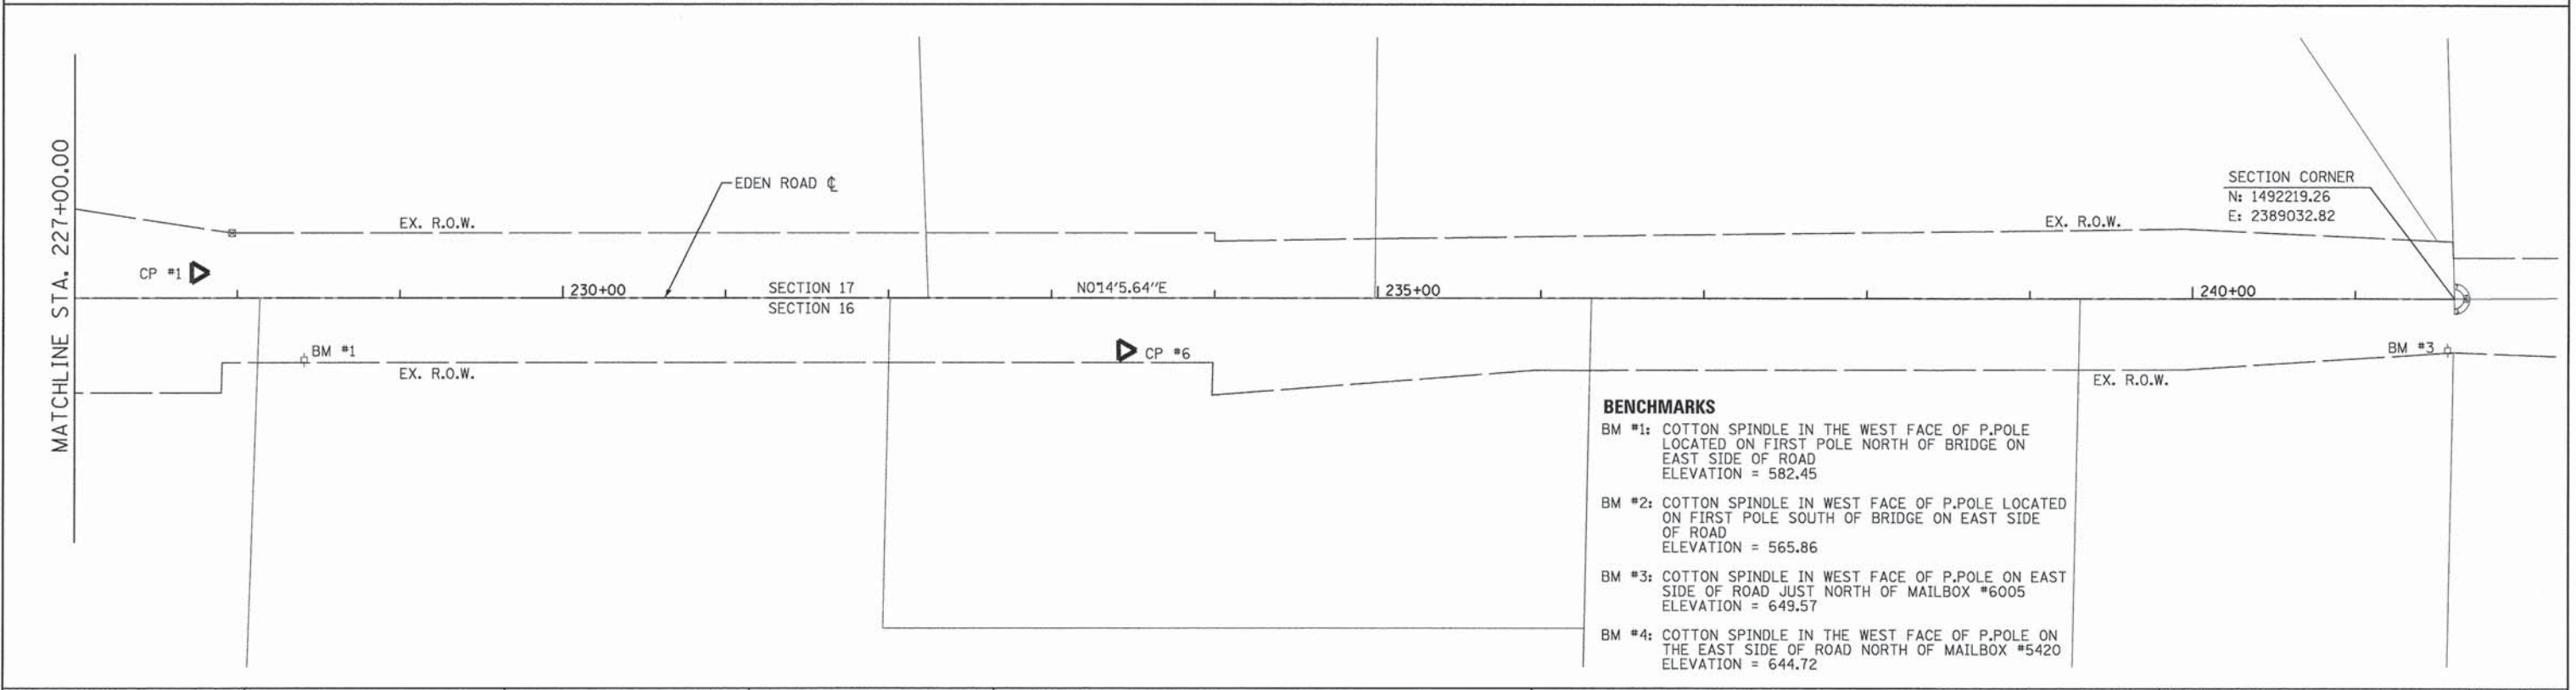 MATCHLINE STA. 227+00.00
CP #1
EX. R.O.W.
EDEN ROAD ℄
230+00
SECTION 17
SECTION 16
N0°14'5.64"E
235+00
EX. R.O.W.
SECTION CORNER
N: 1492219.26
E: 2389032.82
240+00
BM #1
EX. R.O.W.
CP #6
BM #3
EX. R.O.W.
BENCHMARKS
BM #1: COTTON SPINDLE IN THE WEST FACE OF P.POLE
LOCATED ON FIRST POLE NORTH OF BRIDGE ON
EAST SIDE OF ROAD
ELEVATION = 582.45
BM #2: COTTON SPINDLE IN WEST FACE OF P.POLE LOCATED
ON FIRST POLE SOUTH OF BRIDGE ON EAST SIDE
OF ROAD
ELEVATION = 565.86
BM #3: COTTON SPINDLE IN WEST FACE OF P.POLE ON EAST
SIDE OF ROAD JUST NORTH OF MAILBOX #6005
ELEVATION = 649.57
BM #4: COTTON SPINDLE IN THE WEST FACE OF P.POLE ON
THE EAST SIDE OF ROAD NORTH OF MAILBOX #5420
ELEVATION = 644.72